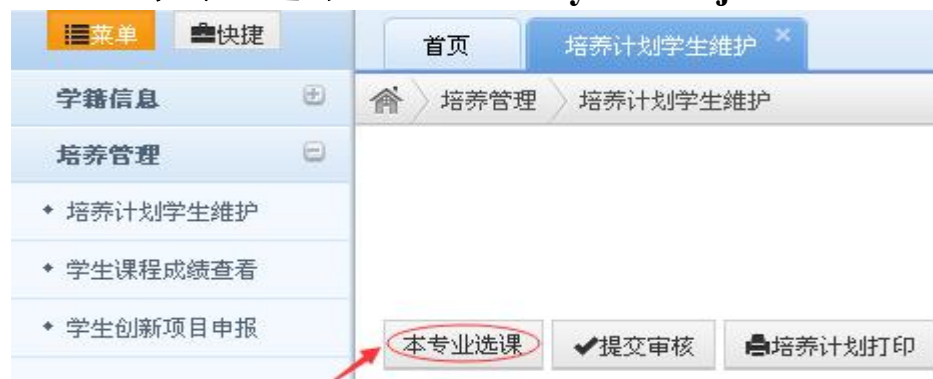 菜单 快捷
首页 培养计划学生维护
学籍信息
培养管理 培养计划学生维护
培养管理
培养计划学生维护
学生课程成绩查看
学生创新项目申报
本专业选课 提交审核 培养计划打印